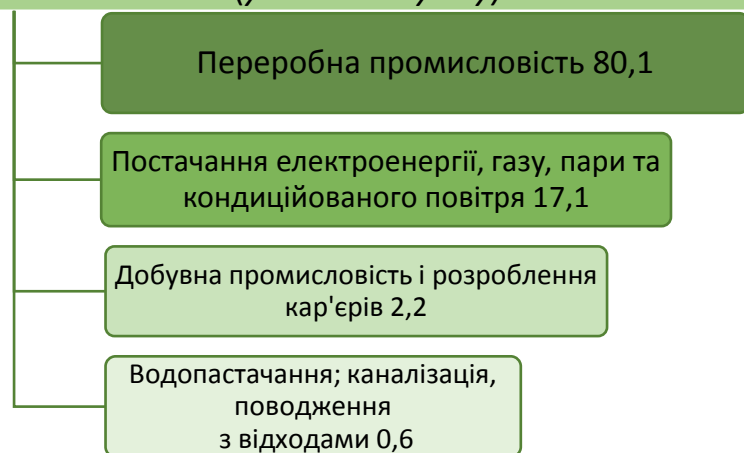 Переробна промисловість 80,1
Постачання електроенергії, газу, пари та
кондиційованого повітря 17,1
Добувна промисловість і розроблення
кар'єрів 2,2
Водопастачання; каналізація,
поводження
з відходами 0,6